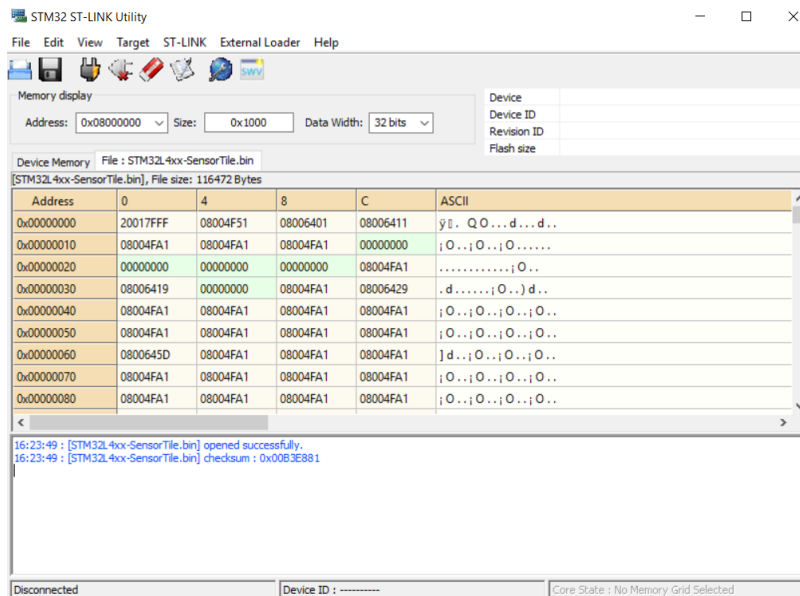 STM32 ST-LINK Utility
File Edit View Target ST-LINK External Loader Help
SWV
Memory display
Address: 0x08000000 Size: 0x1000 Data Width: 32 bits
Device
Device ID
Revision ID
Flash size
Device Memory File : STM32L4xx-SensorTile.bin
[STM32L4xx-SensorTile.bin], File size: 116472 Bytes
Address 0 4 8 C ASCII
0x00000000 20017FFF 08004F51 08006401 08006411 ÿ▯. QO...d...d..
0x00000010 08004FA1 08004FA1 08004FA1 00000000 ¡O..¡O..¡O......
0x00000020 00000000 00000000 00000000 08004FA1 ............¡O..
0x00000030 08006419 00000000 08004FA1 08006429 .d......¡O..)d..
0x00000040 08004FA1 08004FA1 08004FA1 08004FA1 ¡O..¡O..¡O..¡O..
0x00000050 08004FA1 08004FA1 08004FA1 08004FA1 ¡O..¡O..¡O..¡O..
0x00000060 0800645D 08004FA1 08004FA1 08004FA1 ]d..¡O..¡O..¡O..
0x00000070 08004FA1 08004FA1 08004FA1 08004FA1 ¡O..¡O..¡O..¡O..
0x00000080 08004FA1 08004FA1 08004FA1 08004FA1 ¡O..¡O..¡O..¡O..
16:23:49 : [STM32L4xx-SensorTile.bin] opened successfully.
16:23:49 : [STM32L4xx-SensorTile.bin] checksum : 0x00B3E881
Disconnected Device ID : ---------- Core State : No Memory Grid Selected